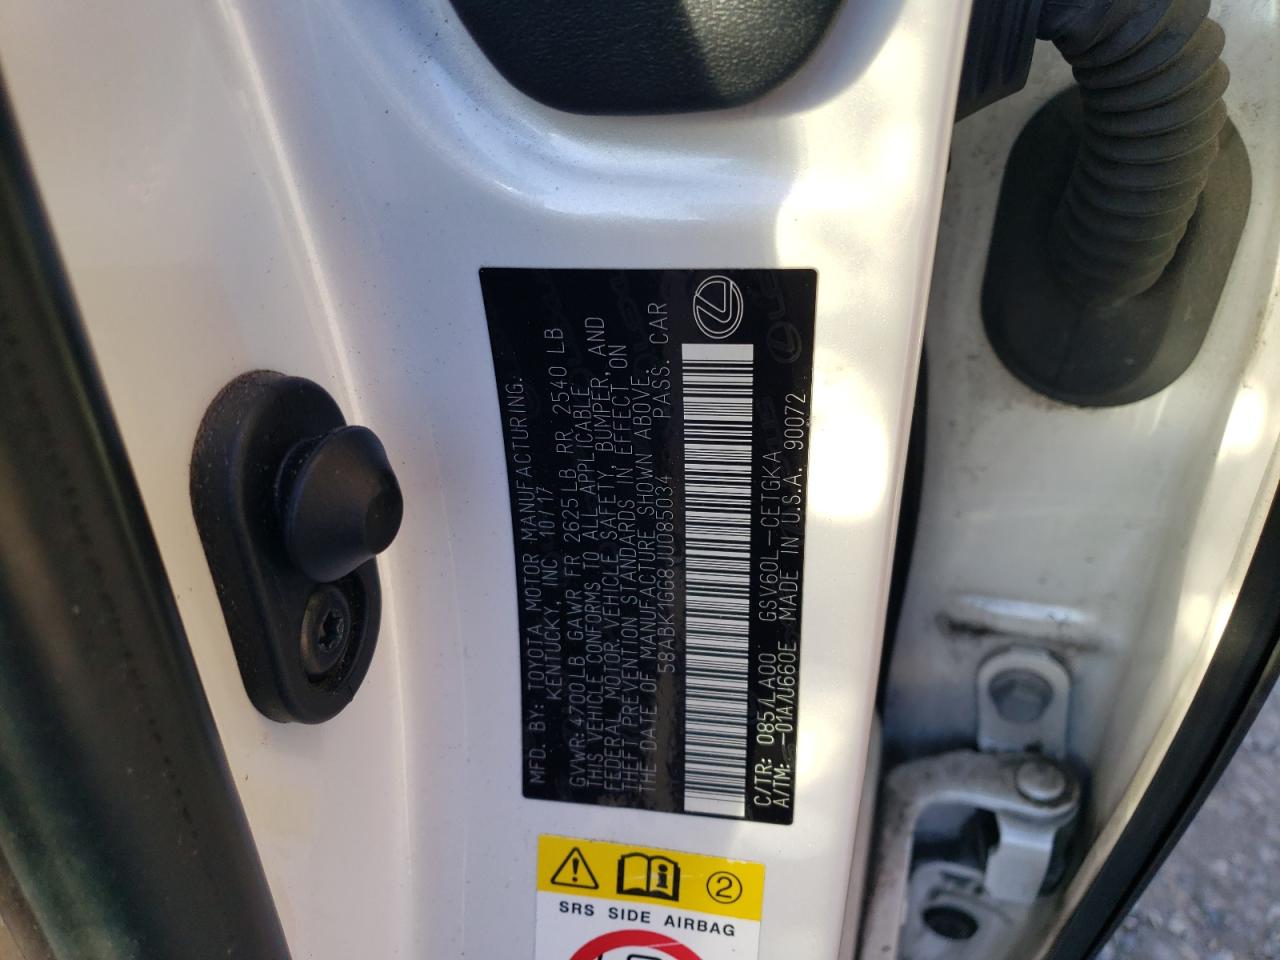 MFD. BY: TOYOTA MOTOR MANUFACTURING.
KENTUCKY, INC 10/17
GVWR: 4700LB GAWR FR 2625LB RR 2540 LB
THIS VEHICLE CONFORMS TO ALL APPLICABLE
FEDERAL MOTOR VEHICLE SAFETY, BUMPER, AND
THEFT PREVENTION STANDARDS IN EFFECT ON
THE DATE OF MANUFACTURE SHOWN ABOVE.
58ABK1GG8JU085034 PASS. CAR
C/TR: 085/LA00 GSV60L-CETGKA
A/TM: -01A/U660E MADE IN U.S.A. 90072
2
SRS SIDE AIRBAG